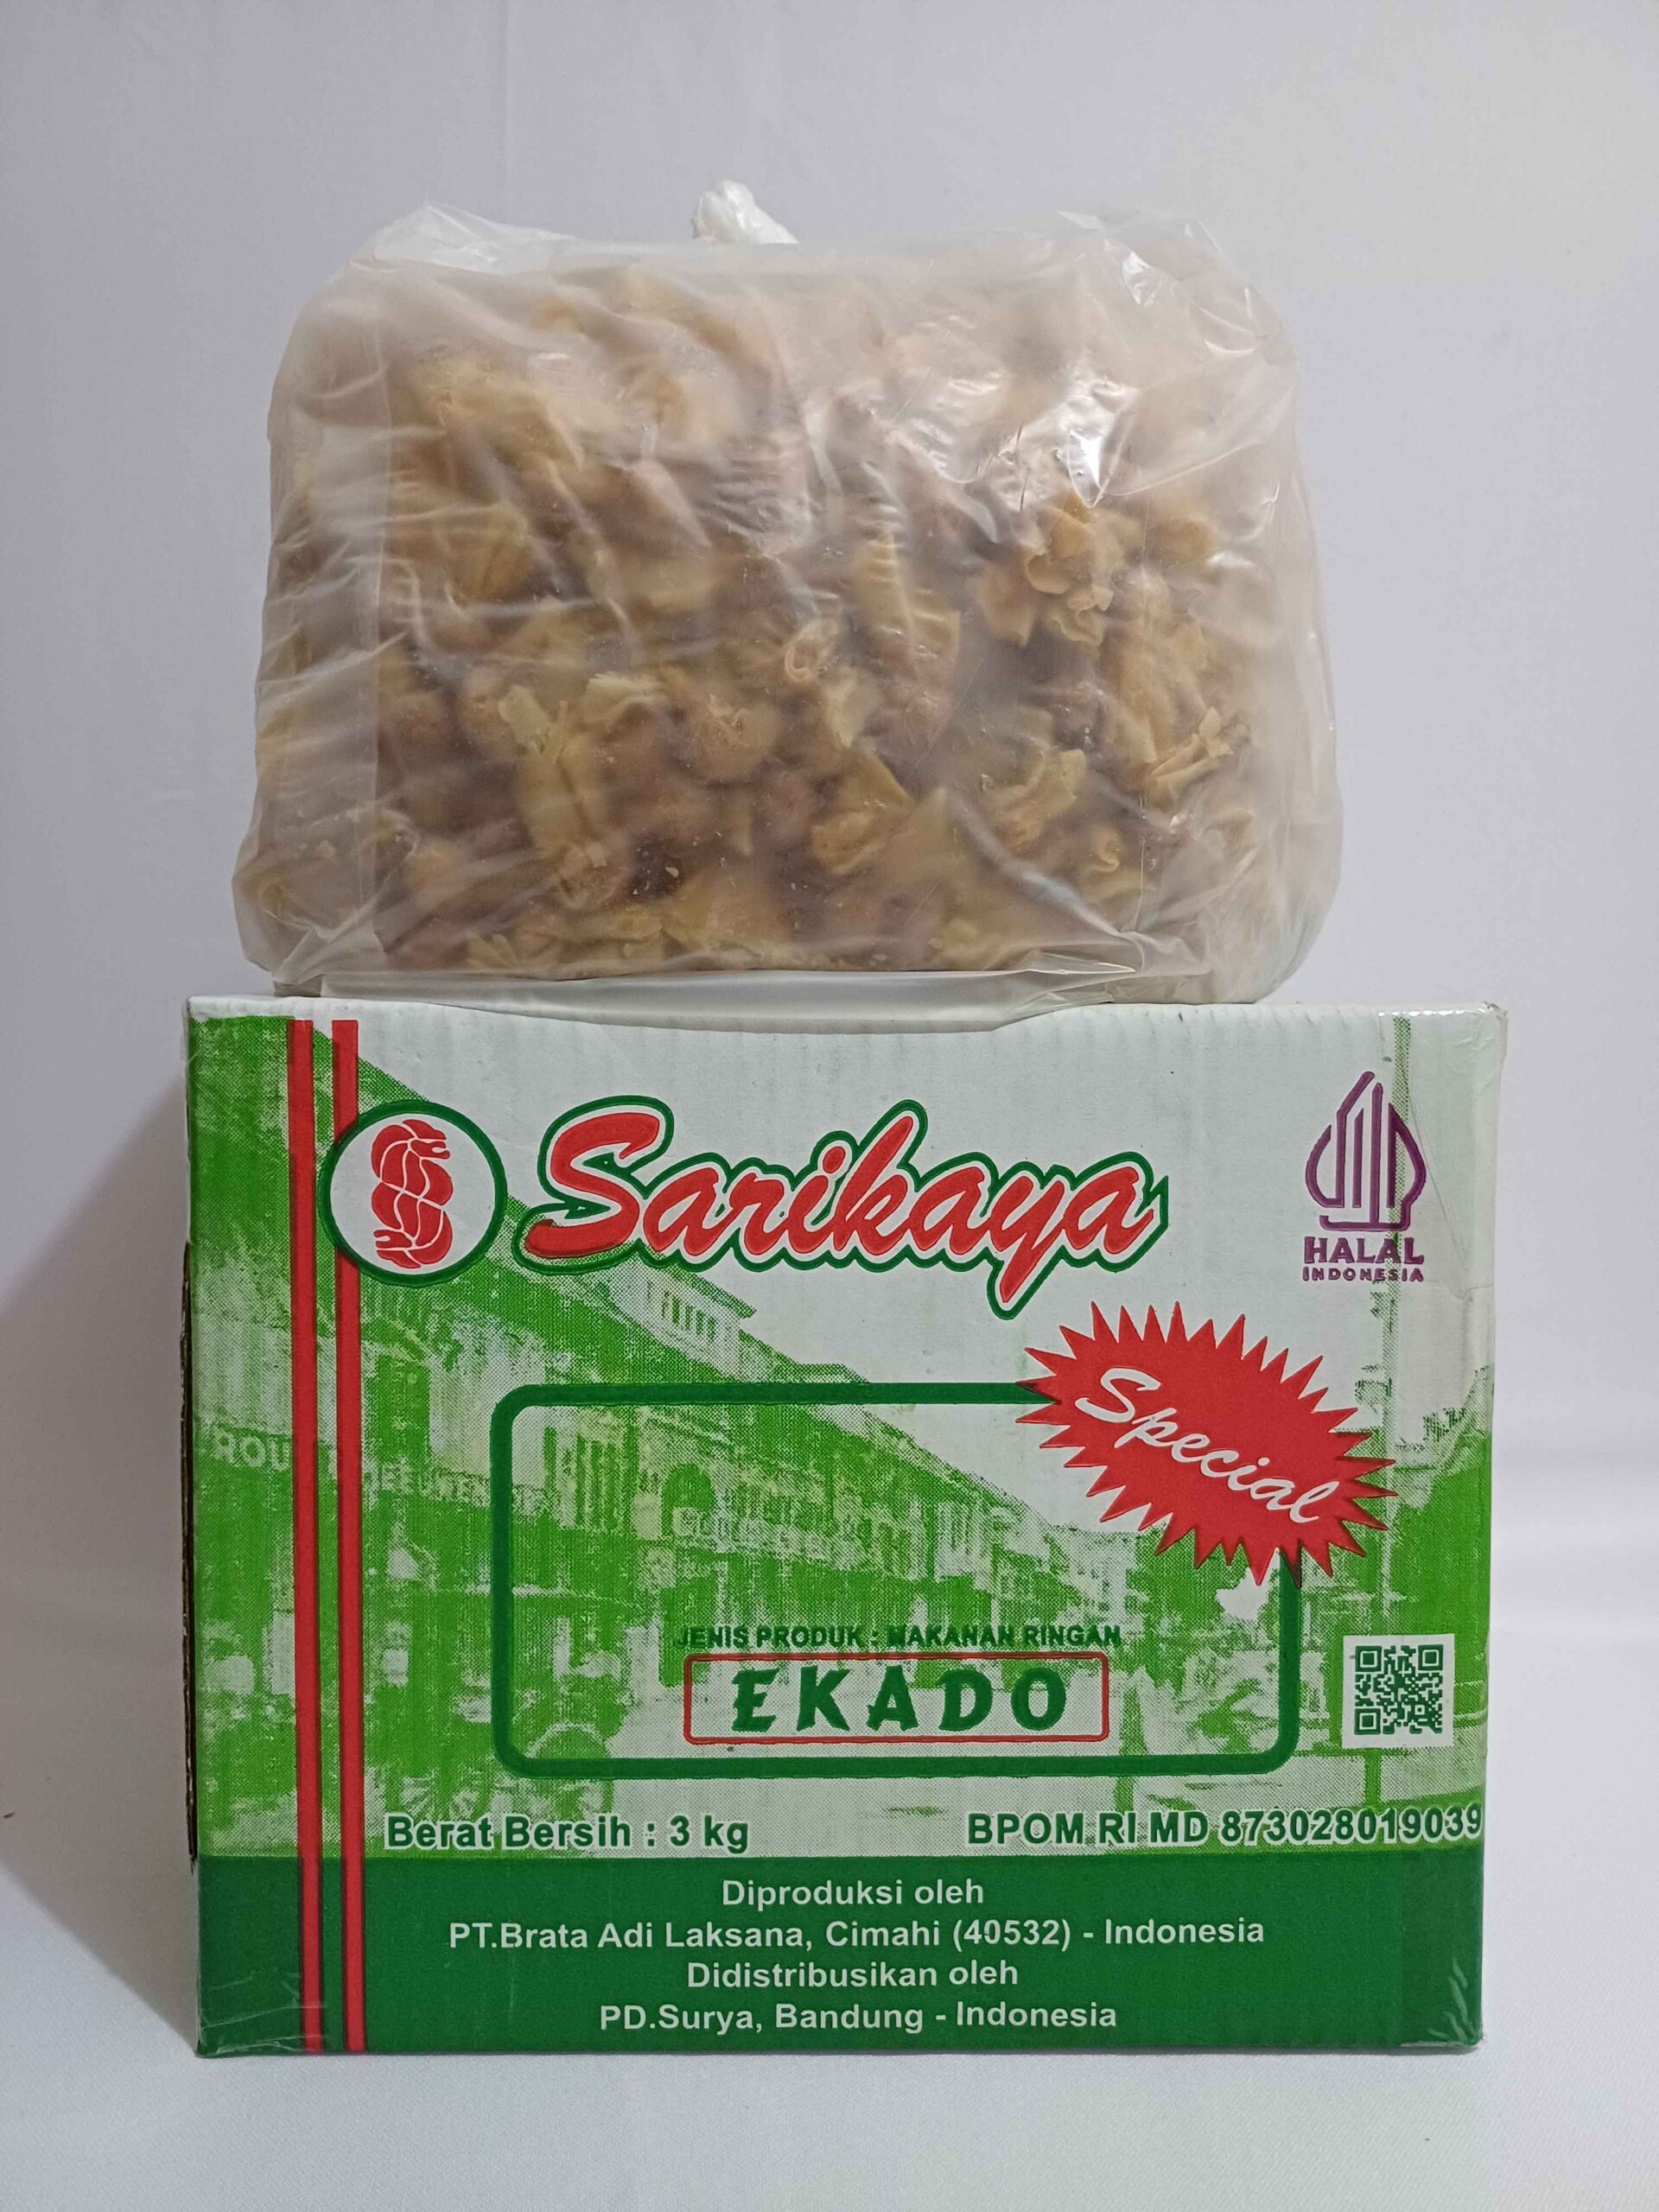 Sarikaya
HALAL
INDONESIA
Special
JENIS PRODUK : MAKANAN RINGAN
EKADO
Berat Bersih : 3 kg
BPOM RI MD 873028019039
Diproduksi oleh
PT.Brata Adi Laksana, Cimahi (40532) - Indonesia
Didistribusikan oleh
PD.Surya, Bandung - Indonesia